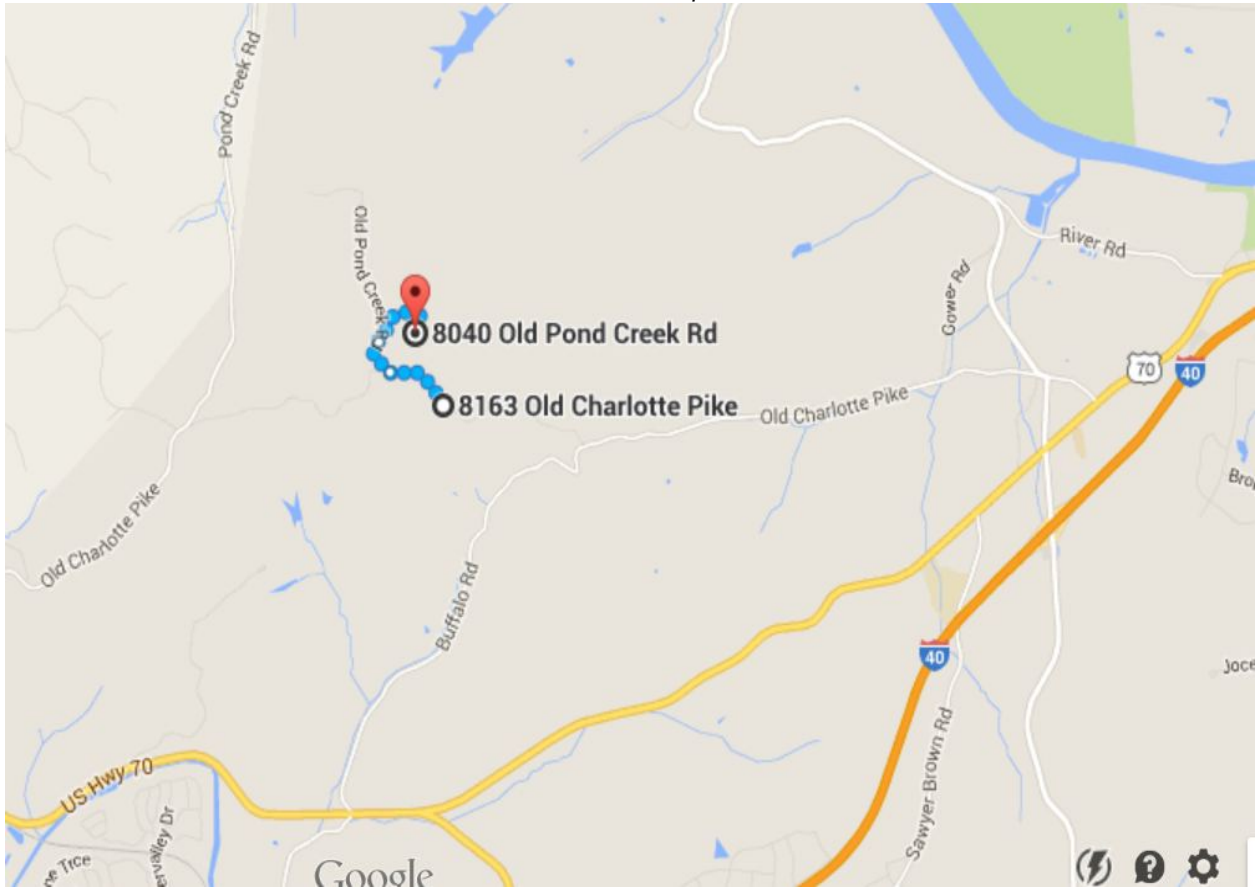 Pond Creek Rd
Old Pond Creek Rd
8040 Old Pond Creek Rd
8163 Old Charlotte Pike
River Rd
Gower Rd
70
40
Old Charlotte Pike
Old Charlotte Pike
Buffalo Rd
40
Sawyer Brown Rd
US Hwy 70
Google